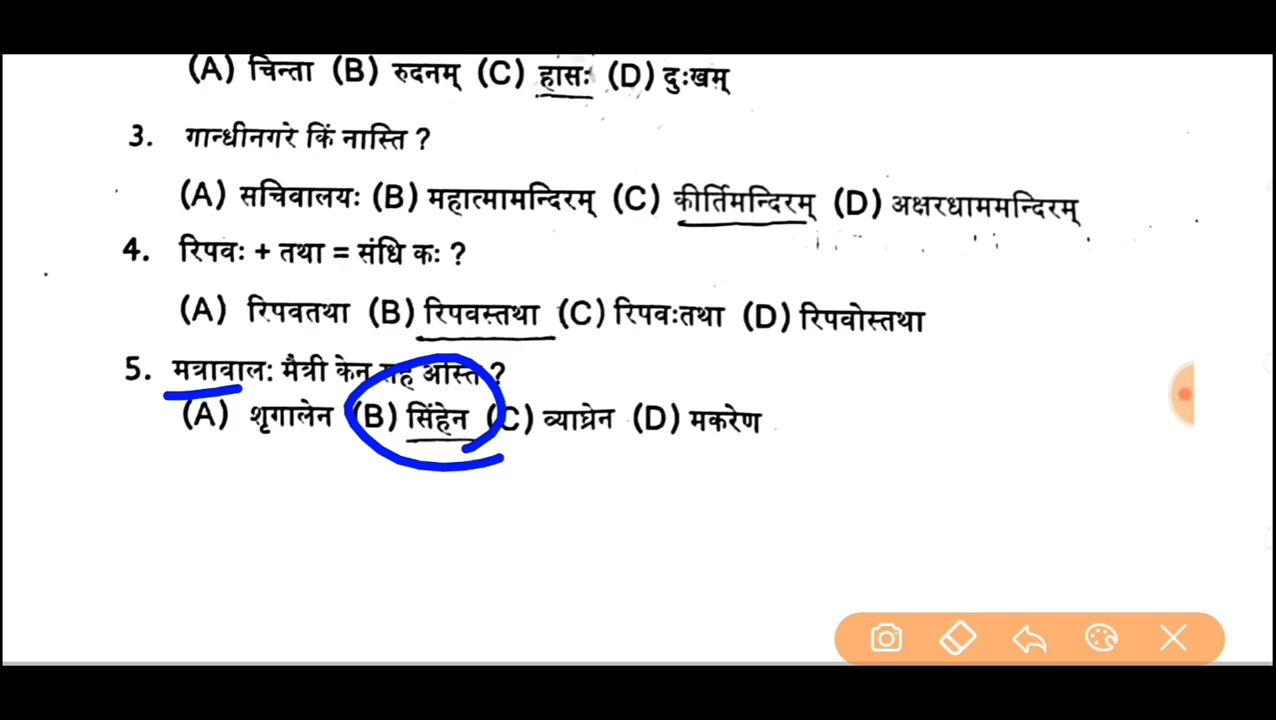 (A) चिन्ता (B) रुदनम् (C) हासः (D) दुःखम्
3. गान्धीनगरे किं नास्ति ?
(A) सचिवालयः (B) महात्मामन्दिरम् (C) कीर्तिमन्दिरम् (D) अक्षरधाममन्दिरम्
4. रिपवः + तथा = संधि कः ?
(A) रिपवतथा (B) रिपवस्तथा (C) रिपवःतथा (D) रिपवोस्तथा
5. मत्रावालः मैत्री केन सह अस्ति ?
(A) शृगालेन (B) सिंहेन (C) व्याघ्रेन (D) मकरेण